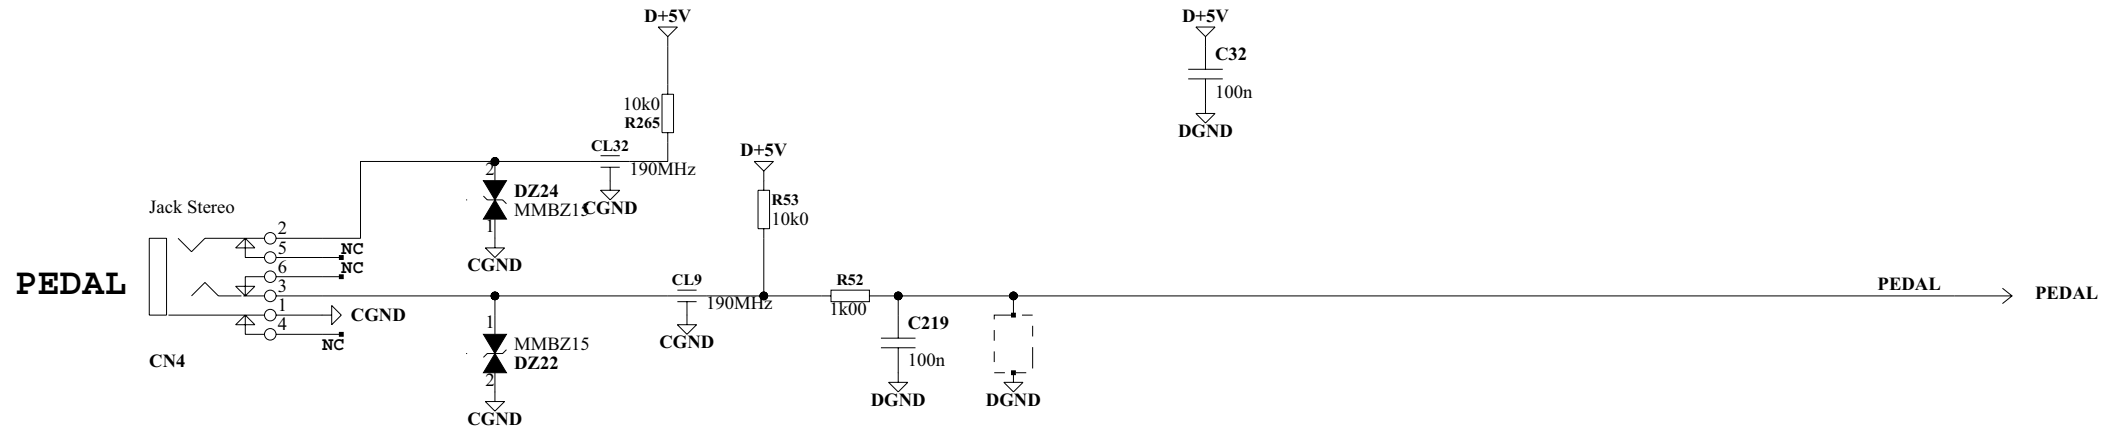 D+5V
D+5V
C32
100n
DGND
10k0
R265
CL32
190MHz
CGND
D+5V
R53
10k0
2
DZ24
MMBZ15
1
CGND
Jack Stereo
2
5
NC
6
NC
3
1
CGND
4
NC
PEDAL
CN4
CL9
190MHz
CGND
R52
1k00
1
MMBZ15
DZ22
2
CGND
C219
100n
DGND
DGND
PEDAL
PEDAL